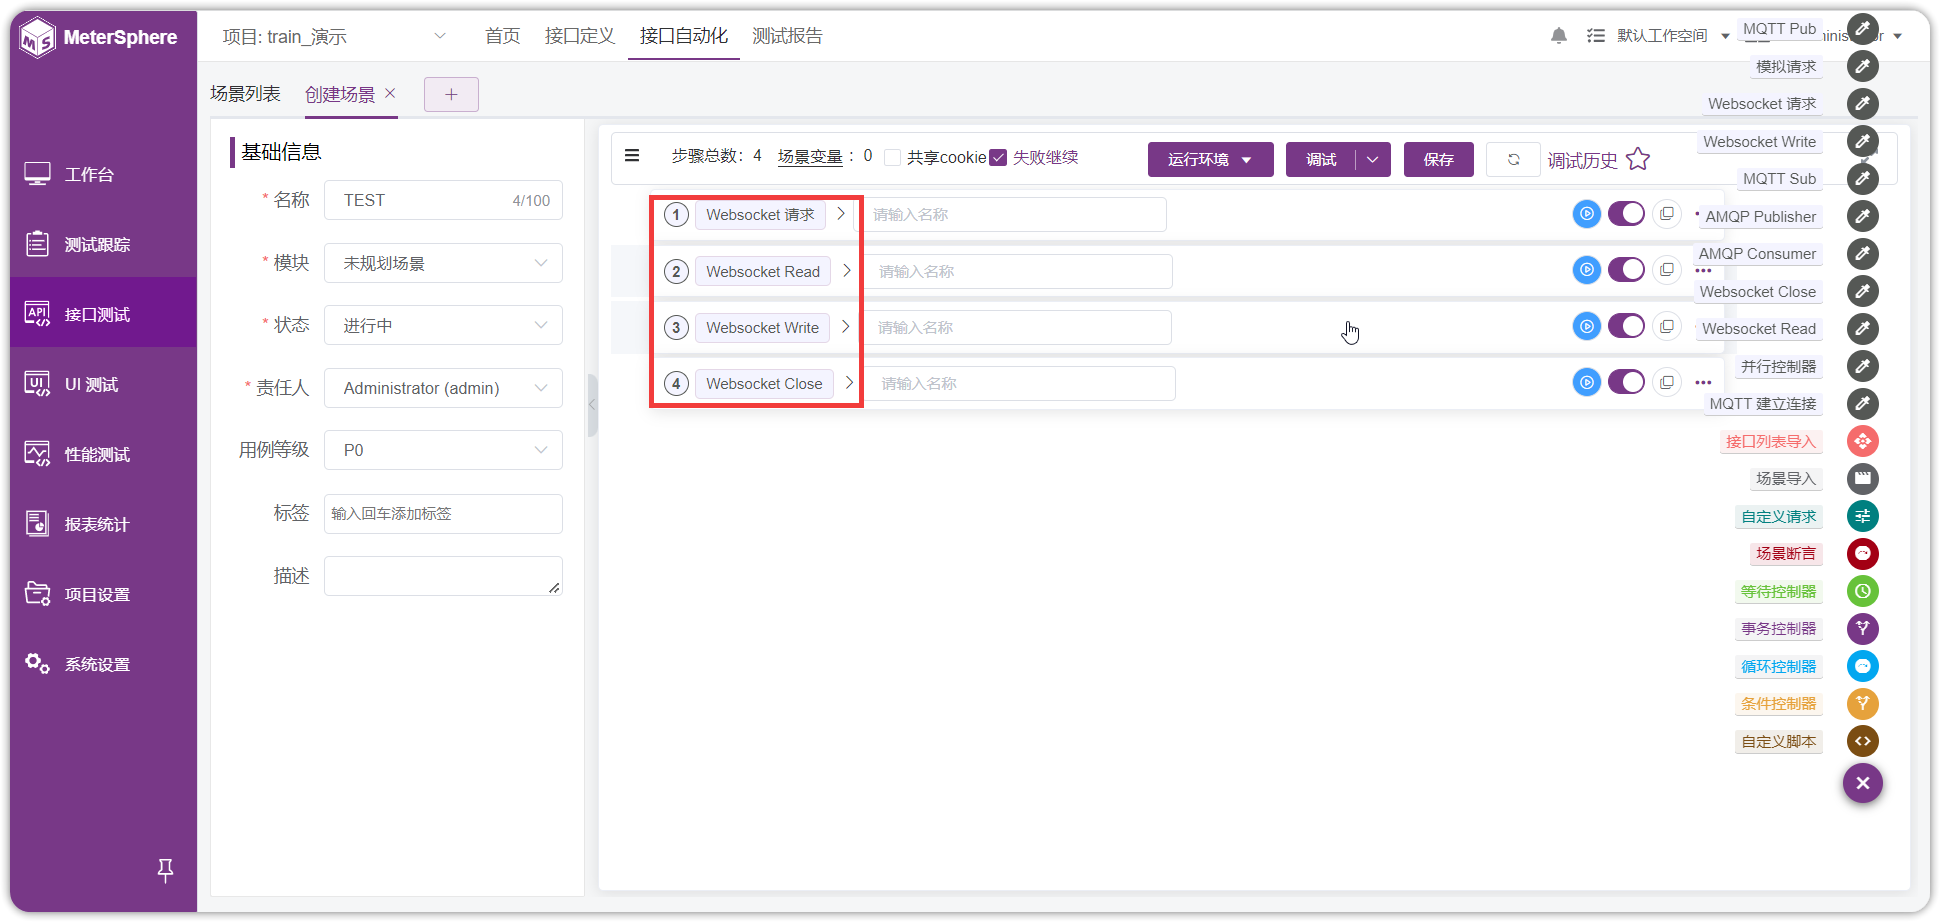 MeterSphere
项目: train_演示
首页
接口定义
接口自动化
测试报告
默认工作空间
场景列表
创建场景
工作台
测试跟踪
API
接口测试
UI
UI 测试
性能测试
报表统计
项目设置
系统设置
基础信息
* 名称
TEST
4/100
* 模块
未规划场景
* 状态
进行中
* 责任人
Administrator (admin)
用例等级
P0
标签
输入回车添加标签
描述
步骤总数: 4
场景变量 : 0
共享cookie
失败继续
运行环境
调试
保存
调试历史
1 Websocket 请求
请输入名称
2 Websocket Read
请输入名称
3 Websocket Write
请输入名称
4 Websocket Close
请输入名称
MQTT Pub
模拟请求
Websocket 请求
Websocket Write
MQTT Sub
AMQP Publisher
AMQP Consumer
Websocket Close
Websocket Read
并行控制器
MQTT 建立连接
接口列表导入
场景导入
自定义请求
场景断言
等待控制器
事务控制器
循环控制器
条件控制器
自定义脚本